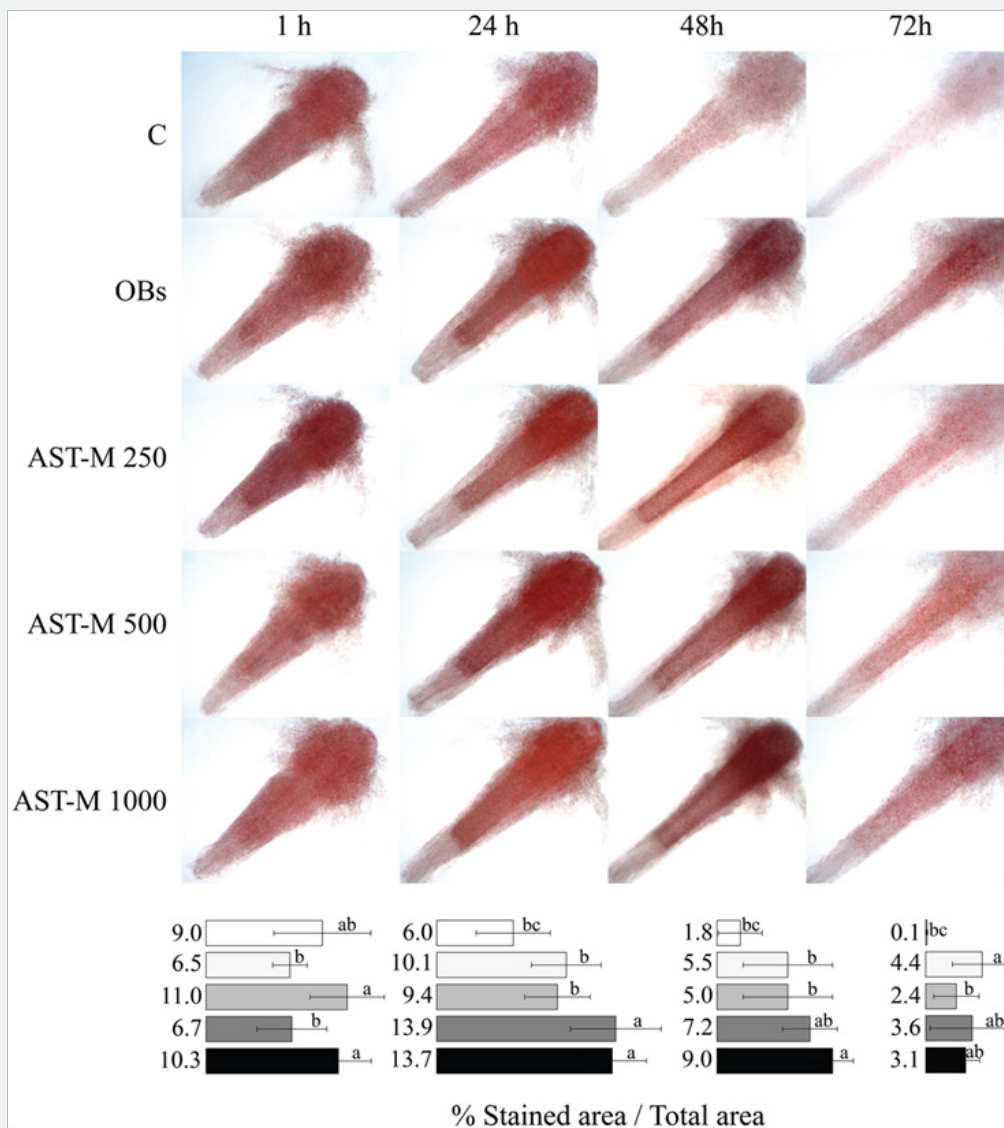 1 h 24 h 48h 72h
C
OBs
AST-M 250
AST-M 500
AST-M 1000
9.0 ab 6.0 bc 1.8 bc 0.1 bc
6.5 b 10.1 b 5.5 b 4.4 a
11.0 a 9.4 b 5.0 b 2.4 b
6.7 b 13.9 a 7.2 ab 3.6 ab
10.3 a 13.7 a 9.0 a 3.1 ab
% Stained area / Total area